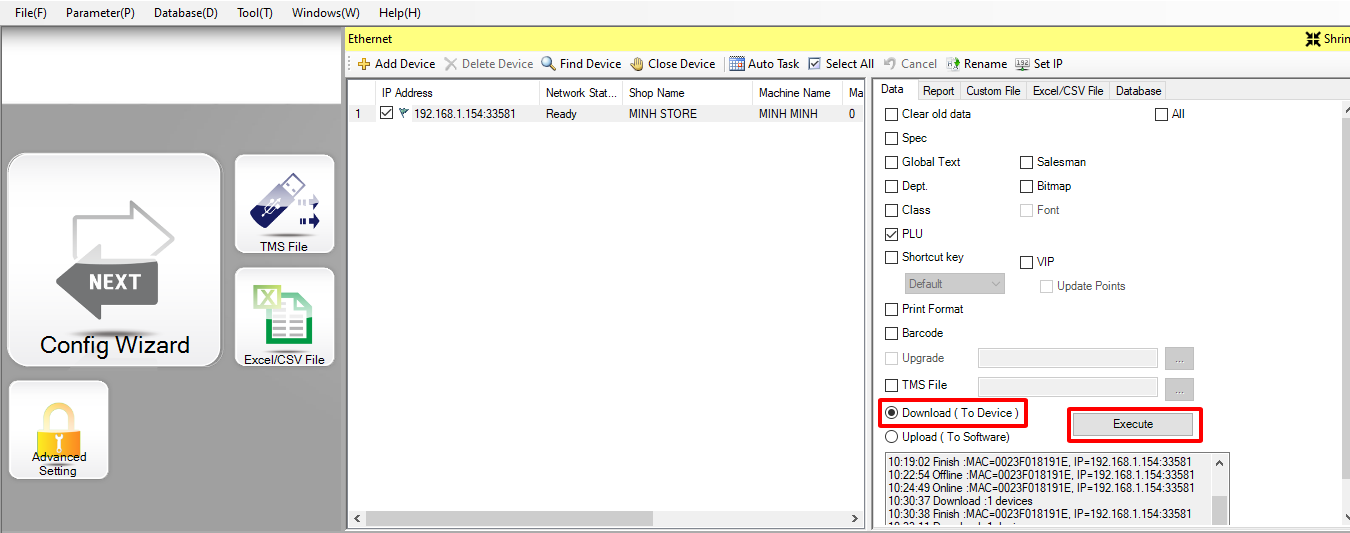 File(F) Parameter(P) Database(D) Tool(T) Windows(W) Help(H)
Ethernet
Add Device Delete Device Find Device Close Device Auto Task Select All Cancel Rename Set IP
IP Address Network Stat... Shop Name Machine Name Ma
1 192.168.1.154:33581 Ready MINH STORE MINH MINH 0
NEXT
Config Wizard
TMS File
Excel/CSV File
Advanced
Setting
Data Report Custom File Excel/CSV File Database
Clear old data All
Spec
Global Text Salesman
Dept. Bitmap
Class Font
PLU
Shortcut key VIP
Default Update Points
Print Format
Barcode
Upgrade ...
TMS File ...
Download ( To Device ) Execute
Upload ( To Software)
10:19:02 Finish :MAC=0023F018191E, IP=192.168.1.154:33581
10:22:54 Offline :MAC=0023F018191E, IP=192.168.1.154:33581
10:24:49 Online :MAC=0023F018191E, IP=192.168.1.154:33581
10:30:37 Download :1 devices
10:30:38 Finish :MAC=0023F018191E, IP=192.168.1.154:33581